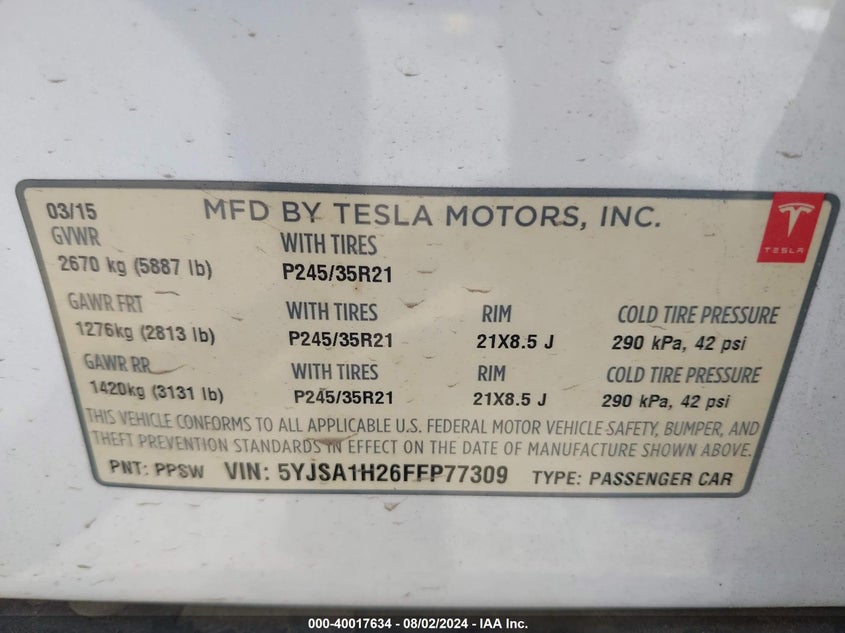 03/15 MFD BY TESLA MOTORS, INC.
TESLA
GVWR WITH TIRES
2670 kg (5887 lb) P245/35R21
GAWR FRT WITH TIRES RIM COLD TIRE PRESSURE
1276kg (2813 lb) P245/35R21 21X8.5 J 290 kPa, 42 psi
GAWR RR WITH TIRES RIM COLD TIRE PRESSURE
1420kg (3131 lb) P245/35R21 21X8.5 J 290 kPa, 42 psi
THIS VEHICLE CONFORMS TO ALL APPLICABLE U.S. FEDERAL MOTOR VEHICLE SAFETY, BUMPER, AND
THEFT PREVENTION STANDARDS IN EFFECT ON THE DATE OF MANUFACTURE SHOWN ABOVE.
PNT: PPSW VIN: 5YJSA1H26FFP77309 TYPE: PASSENGER CAR
000-40017634 - 08/02/2024 - IAA Inc.